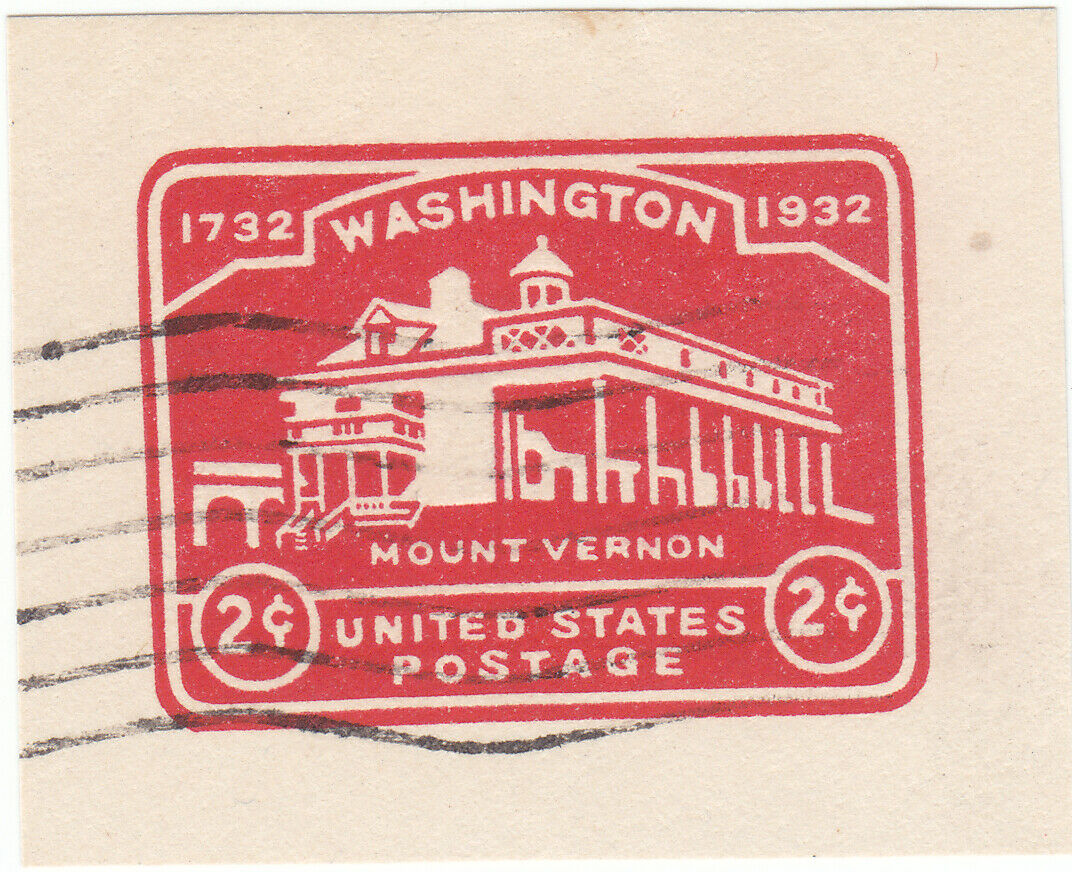 1732 WASHINGTON 1932
MOUNT VERNON
2¢ UNITED STATES 2¢
POSTAGE